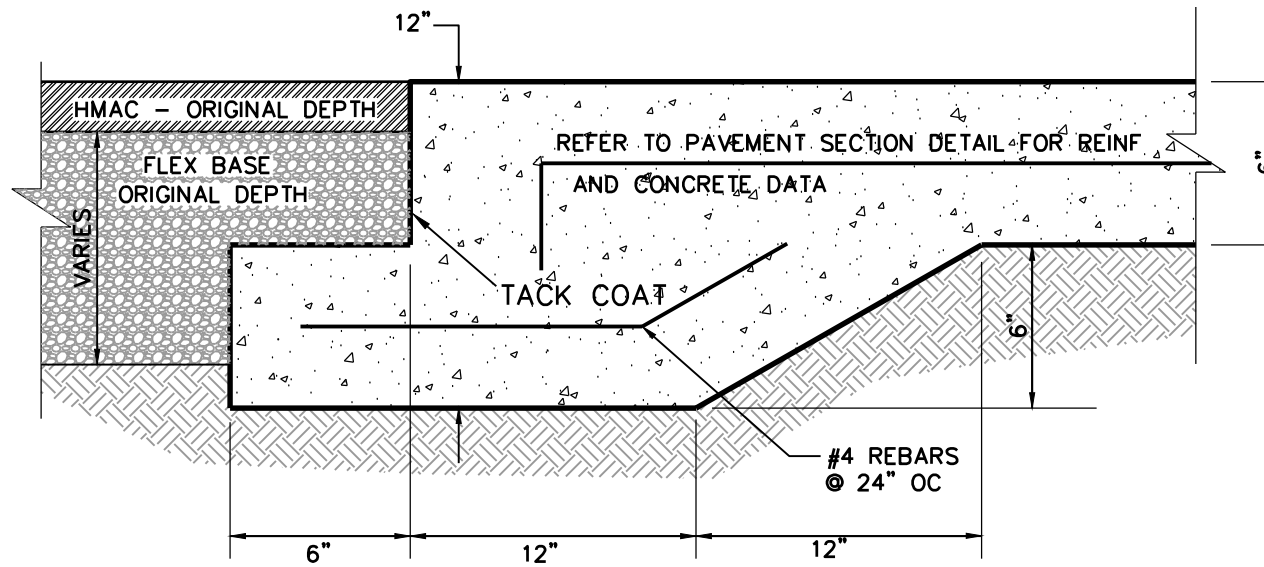 12"
HMAC - ORIGINAL DEPTH
FLEX BASE
ORIGINAL DEPTH
VARIES
REFER TO PAVEMENT SECTION DETAIL FOR REINF
AND CONCRETE DATA
6"
TACK COAT
6"
#4 REBARS
@ 24" OC
6"
12"
12"